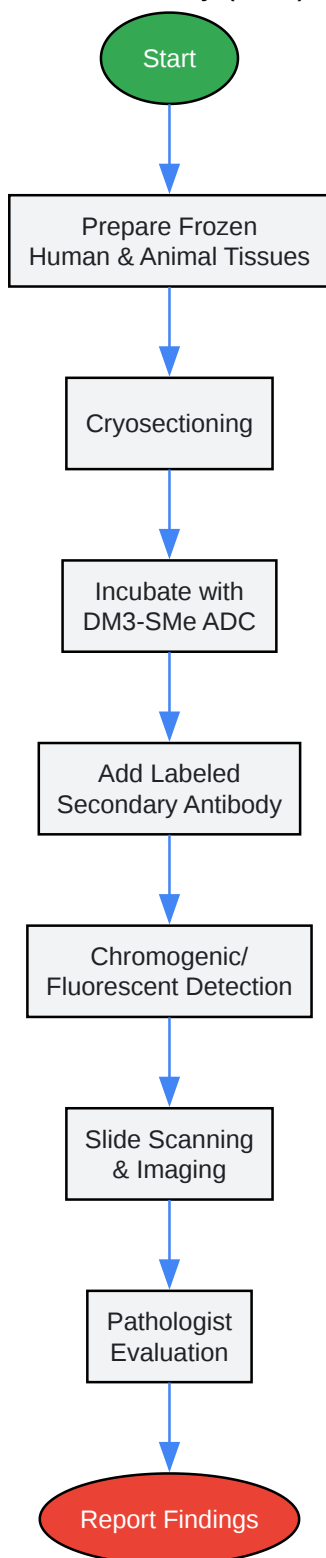 Start
Prepare Frozen
Human & Animal Tissues
Cryosectioning
Incubate with
DM3-SMe ADC
Add Labeled
Secondary Antibody
Chromogenic/
Fluorescent Detection
Slide Scanning
& Imaging
Pathologist
Evaluation
Report Findings